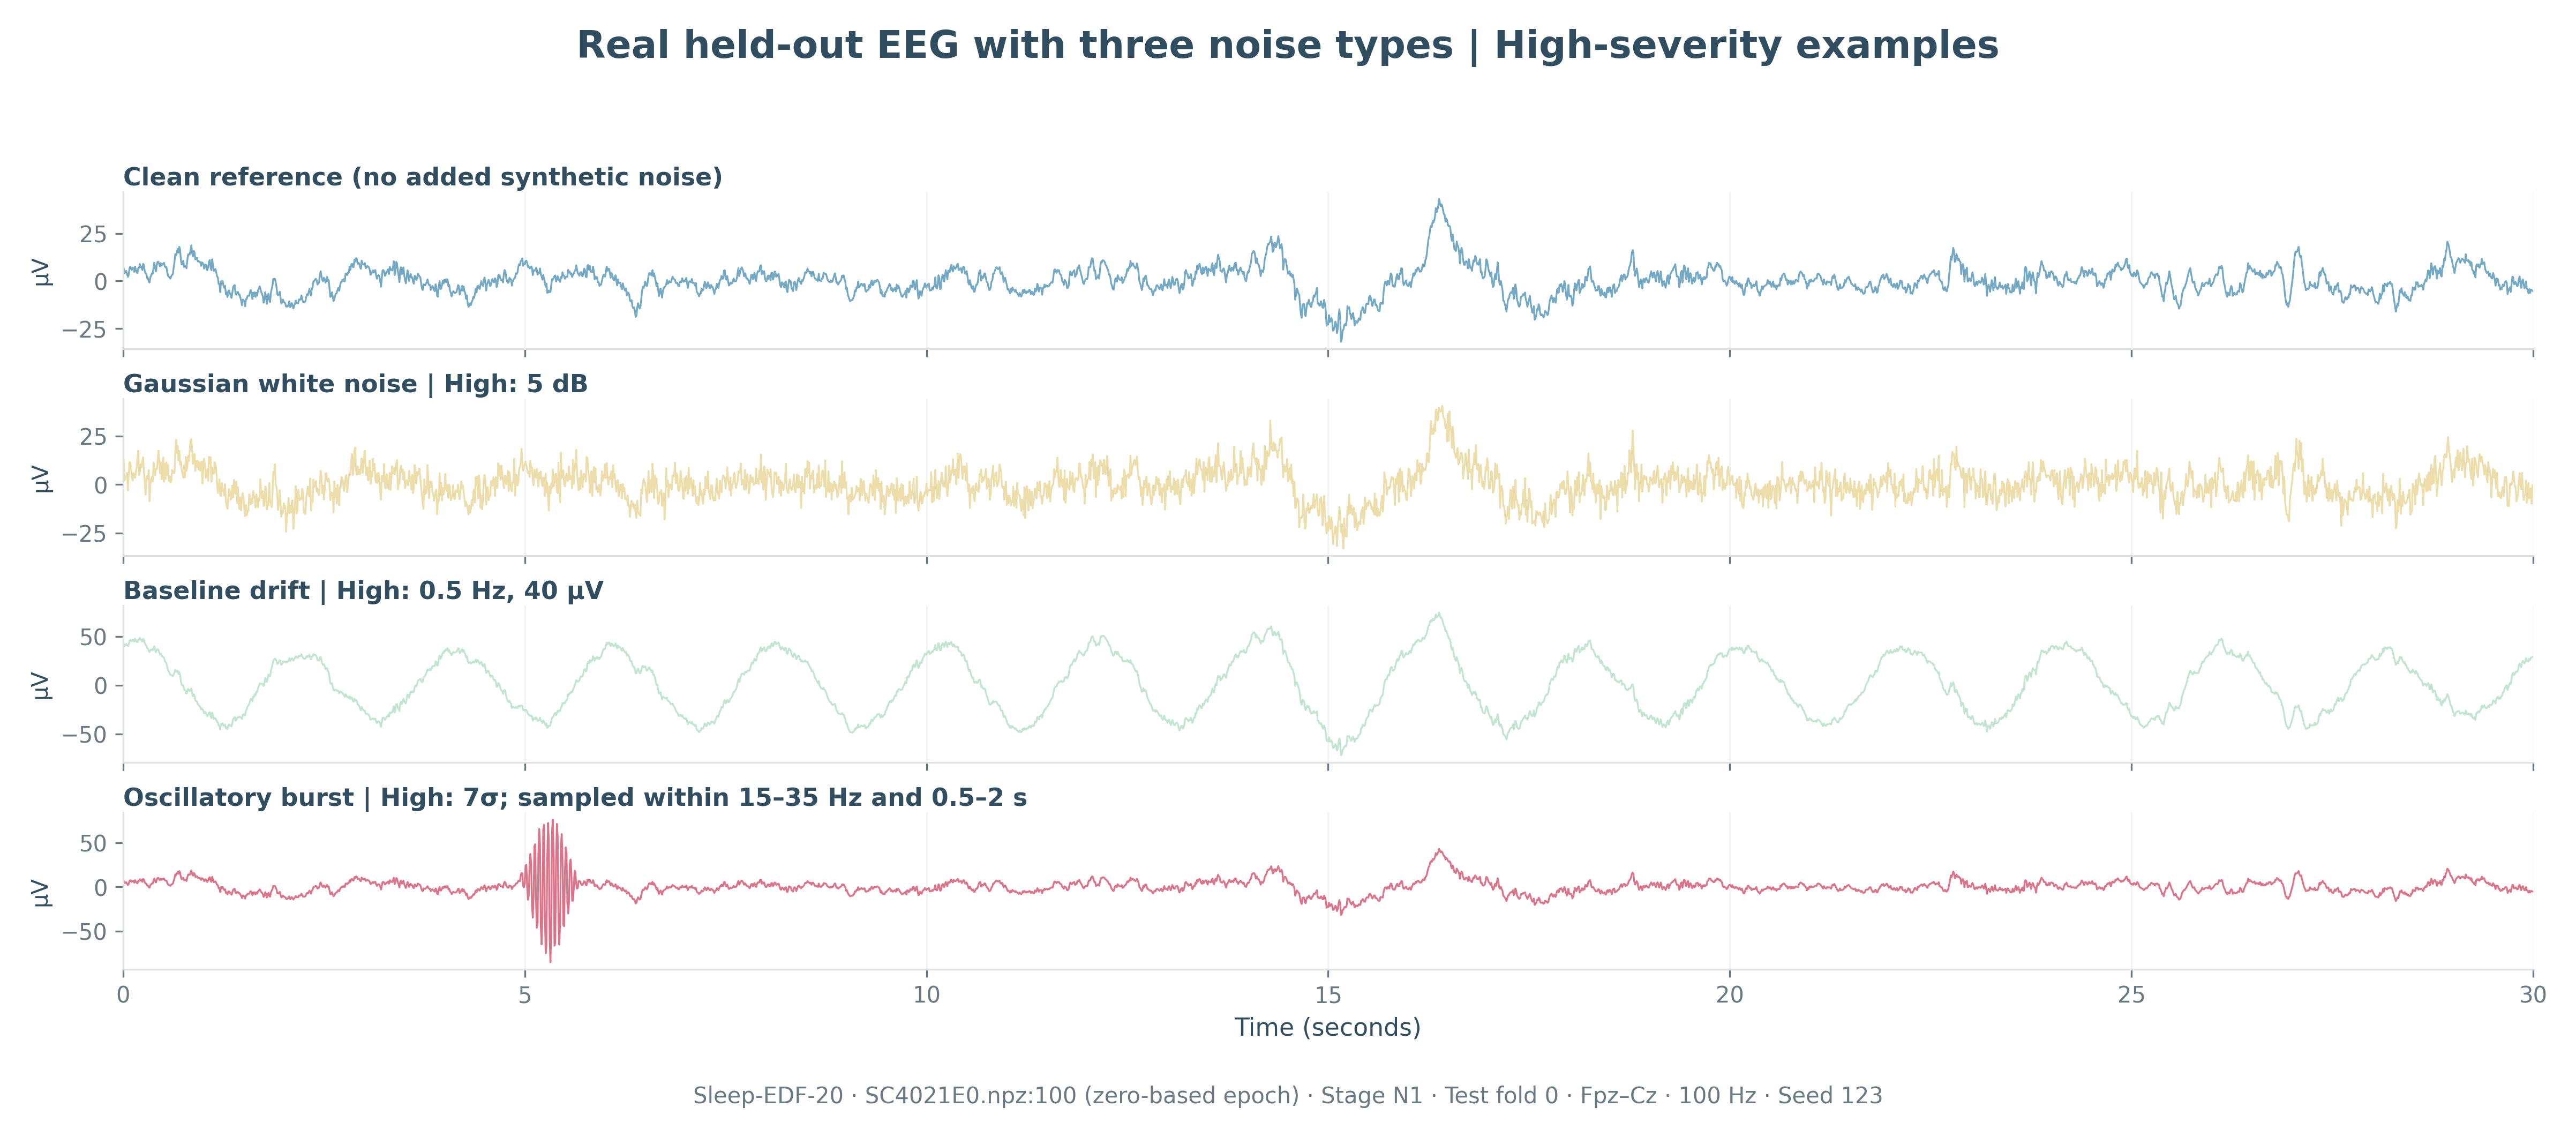 Real held-out EEG with three noise types | High-severity examples
Clean reference (no added synthetic noise)
25
0
−25
µV
Gaussian white noise | High: 5 dB
25
0
−25
µV
Baseline drift | High: 0.5 Hz, 40 µV
50
0
−50
µV
Oscillatory burst | High: 7σ; sampled within 15–35 Hz and 0.5–2 s
50
0
−50
µV
0 5 10 15 20 25 30
Time (seconds)
Sleep-EDF-20 · SC4021E0.npz:100 (zero-based epoch) · Stage N1 · Test fold 0 · Fpz–Cz · 100 Hz · Seed 123